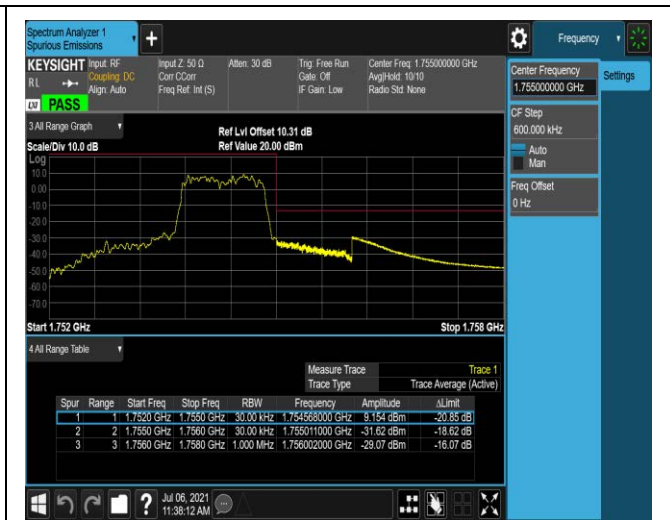 Spectrum Analyzer 1
Spurious Emissions
Frequency
KEYSIGHT Input: RF Input Z: 50 Ω Atten: 30 dB Trig: Free Run Center Freq: 1.755000000 GHz
RL Coupling: DC Corr CCorr Gate: Off Avg|Hold: 10/10
Align: Auto Freq Ref: Int (S) IF Gain: Low Radio Std: None
LXI PASS
Center Frequency
1.755000000 GHz
Settings
CF Step
600.000 kHz
Auto
Man
Freq Offset
0 Hz
3 All Range Graph
Ref Lvl Offset 10.31 dB
Scale/Div 10.0 dB Ref Value 20.00 dBm
Log
10.0
0.00
-10.0
-20.0
-30.0
-40.0
-50.0
-60.0
-70.0
Start 1.752 GHz Stop 1.758 GHz
4 All Range Table
Measure Trace Trace 1
Trace Type Trace Average (Active)
Spur Range Start Freq Stop Freq RBW Frequency Amplitude ΔLimit
1 1 1.7520 GHz 1.7550 GHz 30.00 kHz 1.754568000 GHz 9.154 dBm -20.85 dB
2 2 1.7550 GHz 1.7560 GHz 30.00 kHz 1.755011000 GHz -31.62 dBm -18.62 dB
3 3 1.7560 GHz 1.7580 GHz 1.000 MHz 1.756002000 GHz -29.07 dBm -16.07 dB
Jul 06, 2021
11:38:12 AM